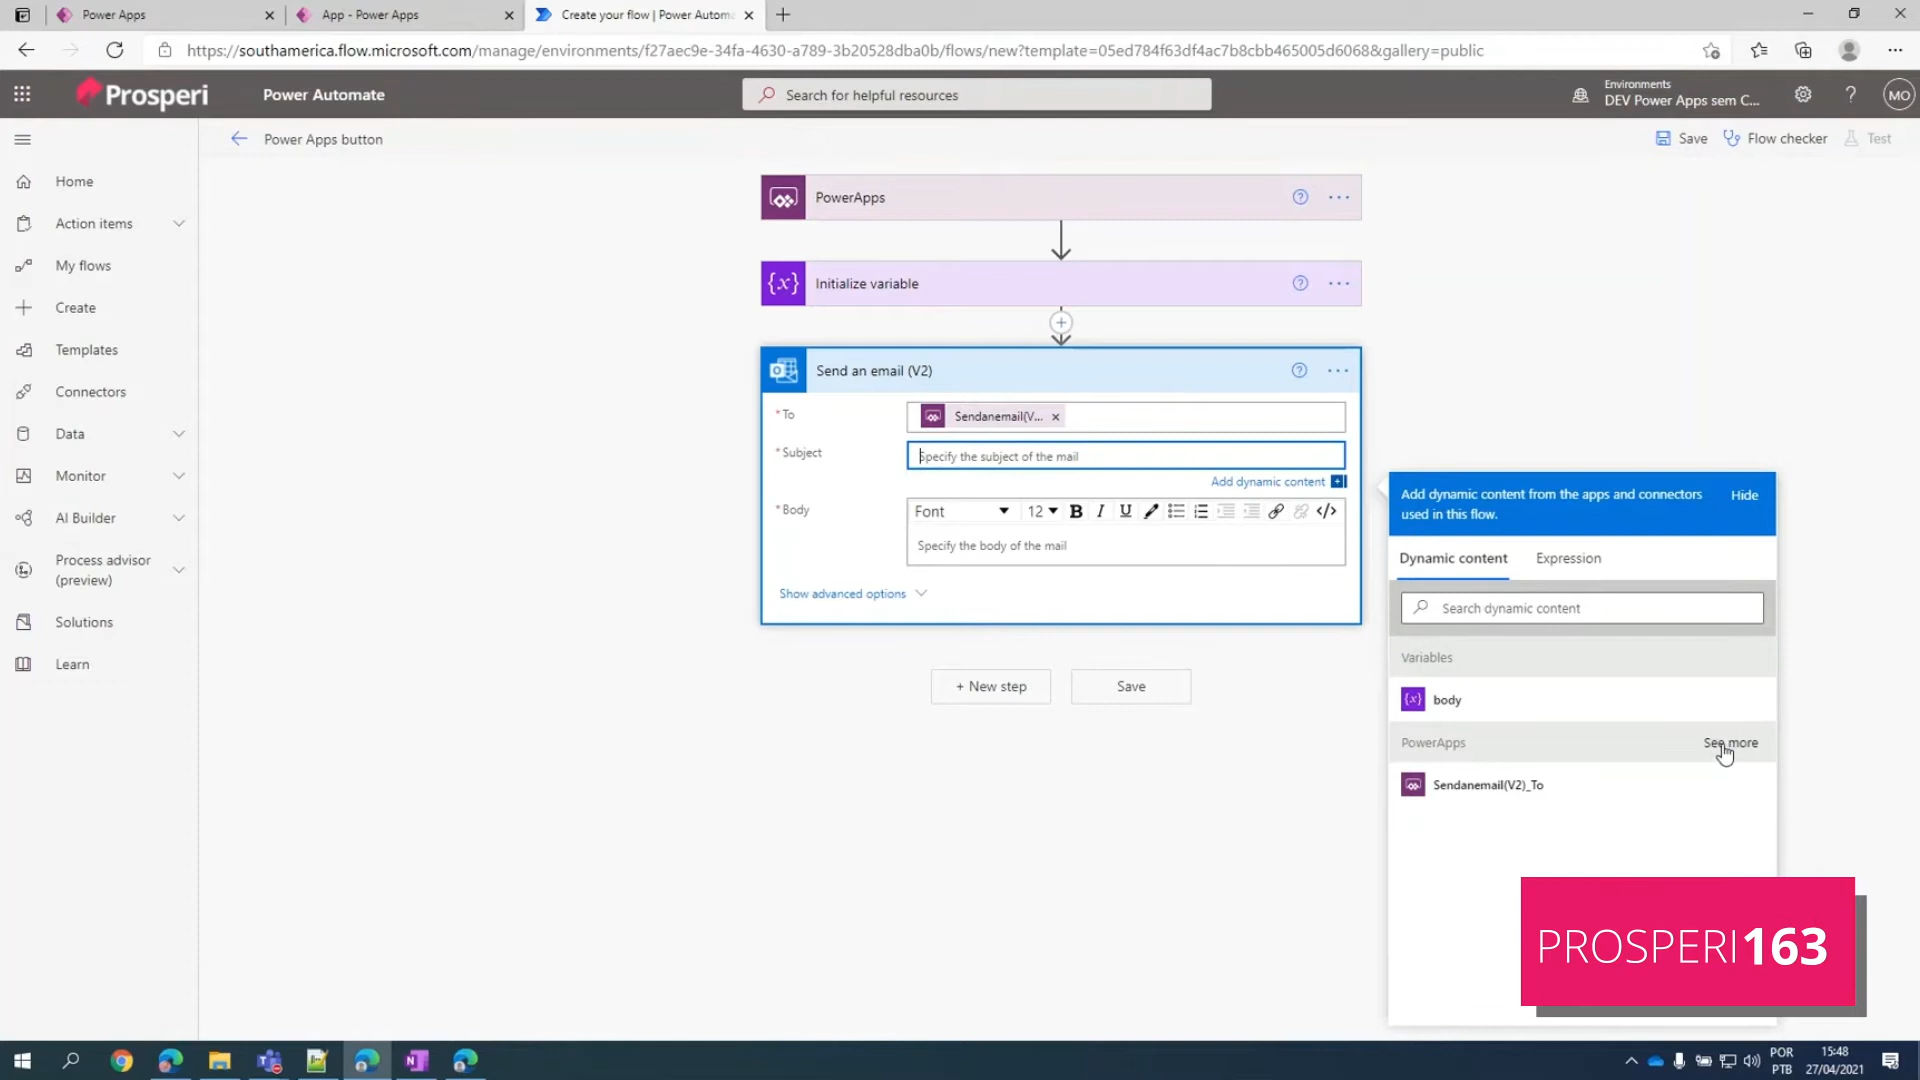 Power Apps
App - Power Apps
Create your flow | Power Automa
https://southamerica.flow.microsoft.com/manage/environments/f27aec9e-34fa-4630-a789-3b20528dba0b/flows/new?template=05ed784f63df4ac7b8cbb465005d6068&gallery=public
Prosperi
Power Automate
Search for helpful resources
Environments
DEV Power Apps sem C...
MO
Power Apps button
Save
Flow checker
Test
Home
Action items
My flows
Create
Templates
Connectors
Data
Monitor
AI Builder
Process advisor
(preview)
Solutions
Learn
PowerApps
Initialize variable
Send an email (V2)
* To
Sendanemail(V... ×
* Subject
Specify the subject of the mail
Add dynamic content
* Body
Font
12
B I U
</>
Specify the body of the mail
Show advanced options
+ New step
Save
Add dynamic content from the apps and connectors
used in this flow.
Hide
Dynamic content
Expression
Search dynamic content
Variables
{x} body
PowerApps
See more
Sendanemail(V2)_To
PROSPERI163
POR
PTB
15:48
27/04/2021